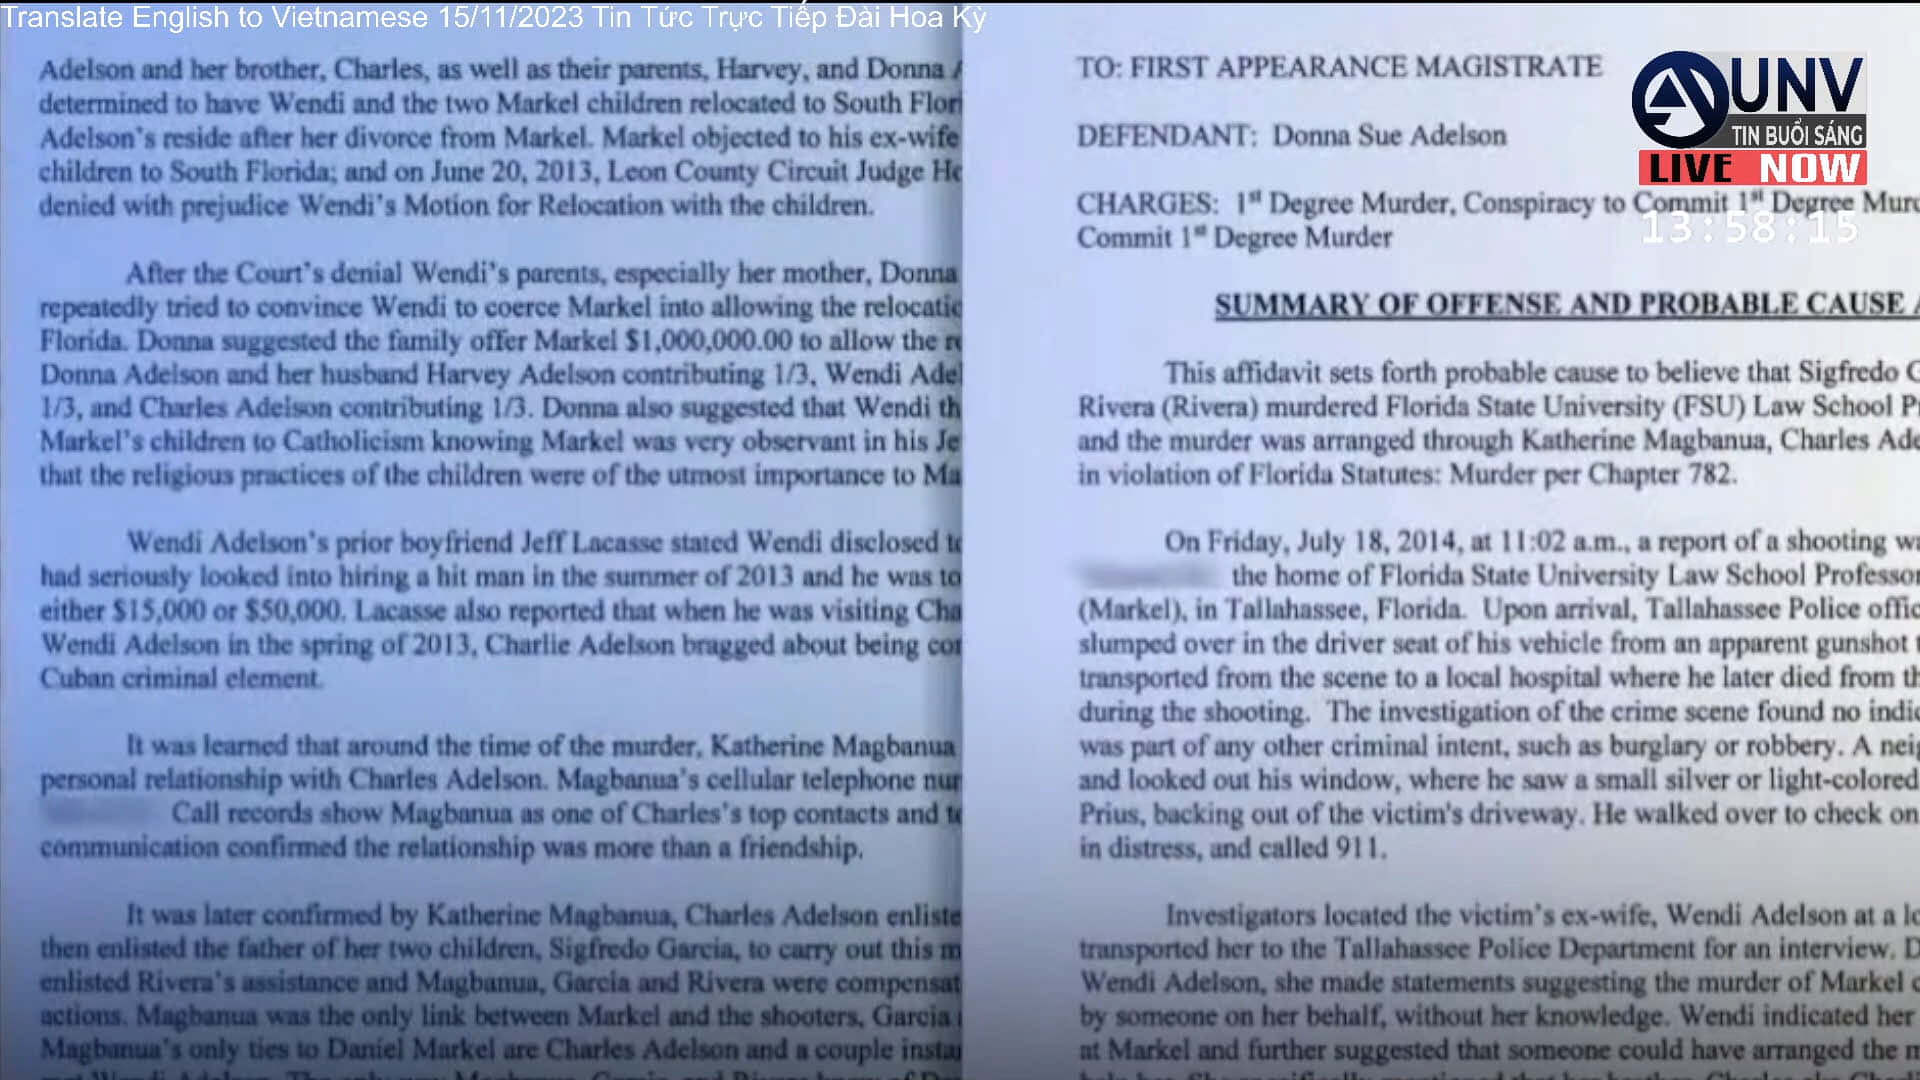 Translate English to Vietnamese 15/11/2023 Tin Tức Trực Tiếp Đài Hoa Kỳ
Adelson and her brother, Charles, as well as their parents, Harvey, and Donna
determined to have Wendi and the two Markel children relocated to South
Adelson's reside after her divorce from Markel. Markel objected to his ex-wife
children to South Florida; and on June 20, 2013, Leon County Circuit Judge
denied with prejudice Wendi's Motion for Relocation with the children.
After the Court's denial Wendi's parents, especially her mother, Donna
repeatedly tried to convince Wendi to coerce Markel into allowing the
Florida. Donna suggested the family offer Markel $1,000,000.00 to allow the
Donna Adelson and her husband Harvey Adelson contributing 1/3, Wendi
1/3, and Charles Adelson contributing 1/3. Donna also suggested that Wendi
Markel's children to Catholicism knowing Markel was very observant in his
that the religious practices of the children were of the utmost importance to
Wendi Adelson's prior boyfriend Jeff Lacasse stated Wendi disclosed
had seriously looked into hiring a hit man in the summer of 2013 and he was
either $15,000 or $50,000. Lacasse also reported that when he was visiting
Wendi Adelson in the spring of 2013, Charlie Adelson bragged about being
Cuban criminal element.
It was learned that around the time of the murder, Katherine Magbanua
personal relationship with Charles Adelson. Magbanua's cellular telephone
Call records show Magbanua as one of Charles's top contacts and
communication confirmed the relationship was more than a friendship.
It was later confirmed by Katherine Magbanua, Charles Adelson
then enlisted the father of her two children, Sigfredo Garcia, to carry out this
enlisted Rivera's assistance and Magbanua, Garcia and Rivera were
actions. Magbanua was the only link between Markel and the shooters, Garcia
Magbanua's only ties to Daniel Markel are Charles Adelson and a couple
TO: FIRST APPEARANCE MAGISTRATE
DEFENDANT: Donna Sue Adelson
CHARGES: 1st Degree Murder, Conspiracy to Commit 1st Degree
Commit 1st Degree Murder
SUMMARY OF OFFENSE AND PROBABLE CAUSE
This affidavit sets forth probable cause to believe that Sigfredo
Rivera (Rivera) murdered Florida State University (FSU) Law School
and the murder was arranged through Katherine Magbanua, Charles
in violation of Florida Statutes: Murder per Chapter 782.
On Friday, July 18, 2014, at 11:02 a.m., a report of a shooting
the home of Florida State University Law School Professor
(Markel), in Tallahassee, Florida. Upon arrival, Tallahassee Police
slumped over in the driver seat of his vehicle from an apparent gunshot
transported from the scene to a local hospital where he later died from
during the shooting. The investigation of the crime scene found no
was part of any other criminal intent, such as burglary or robbery. A
and looked out his window, where he saw a small silver or light-colored
Prius, backing out of the victim's driveway. He walked over to check on
in distress, and called 911.
Investigators located the victim's ex-wife, Wendi Adelson at a
transported her to the Tallahassee Police Department for an interview.
Wendi Adelson, she made statements suggesting the murder of Markel
by someone on her behalf, without her knowledge. Wendi indicated her
at Markel and further suggested that someone could have arranged the
UNV
TIN BUỔI SÁNG
LIVE NOW
13:58:15